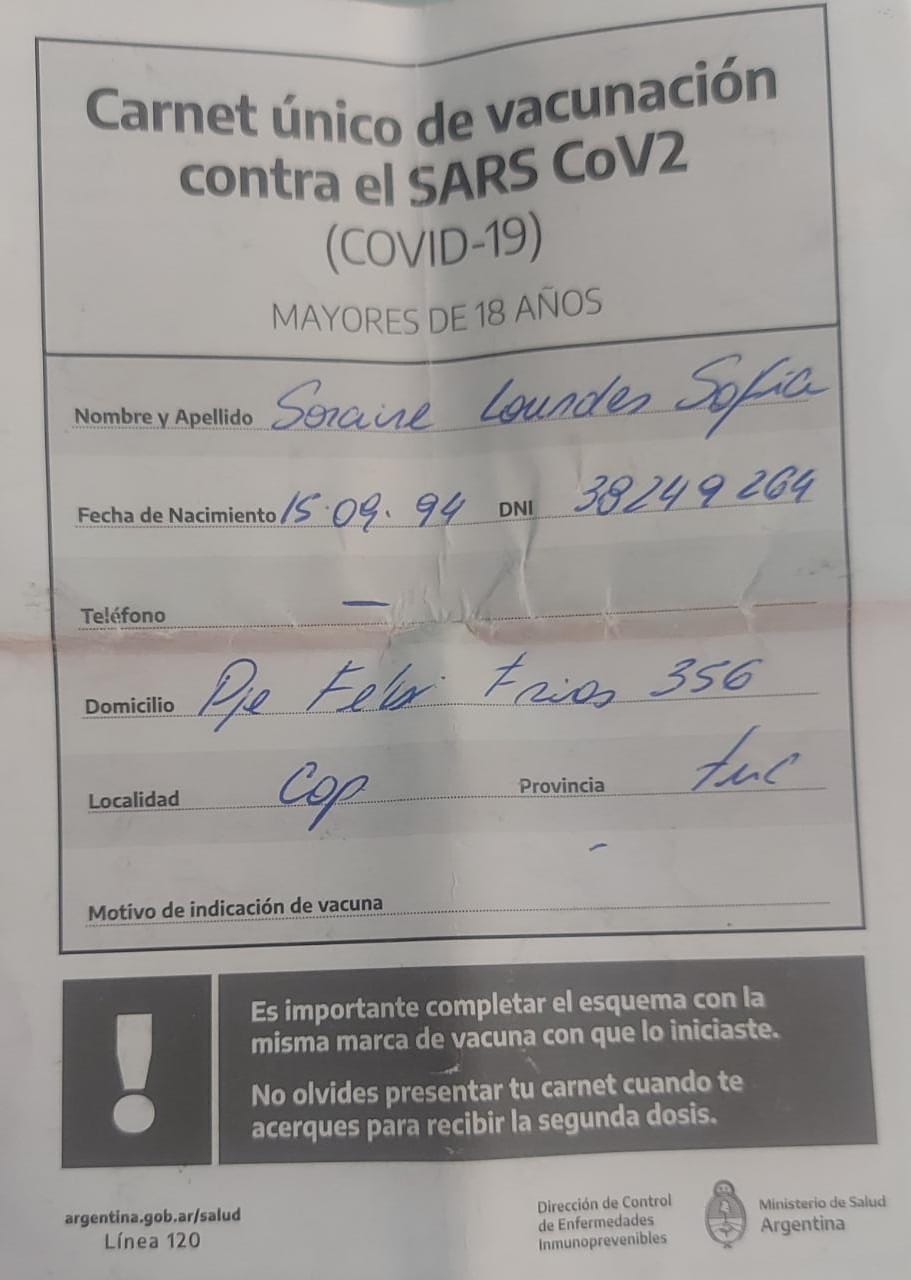 Carnet único de vacunación
contra el SARS CoV2
(COVID-19)
MAYORES DE 18 AÑOS
Nombre y Apellido Soraire Lourdes Sofia
Fecha de Nacimiento 15.09.94 DNI 38249264
Teléfono —
Domicilio Pje Felix Frias 356
Localidad Cap Provincia tuc
Motivo de indicación de vacuna -
Es importante completar el esquema con la
misma marca de vacuna con que lo iniciaste.
No olvides presentar tu carnet cuando te
acerques para recibir la segunda dosis.
argentina.gob.ar/salud
Línea 120
Dirección de Control
de Enfermedades
Inmunoprevenibles
Ministerio de Salud
Argentina